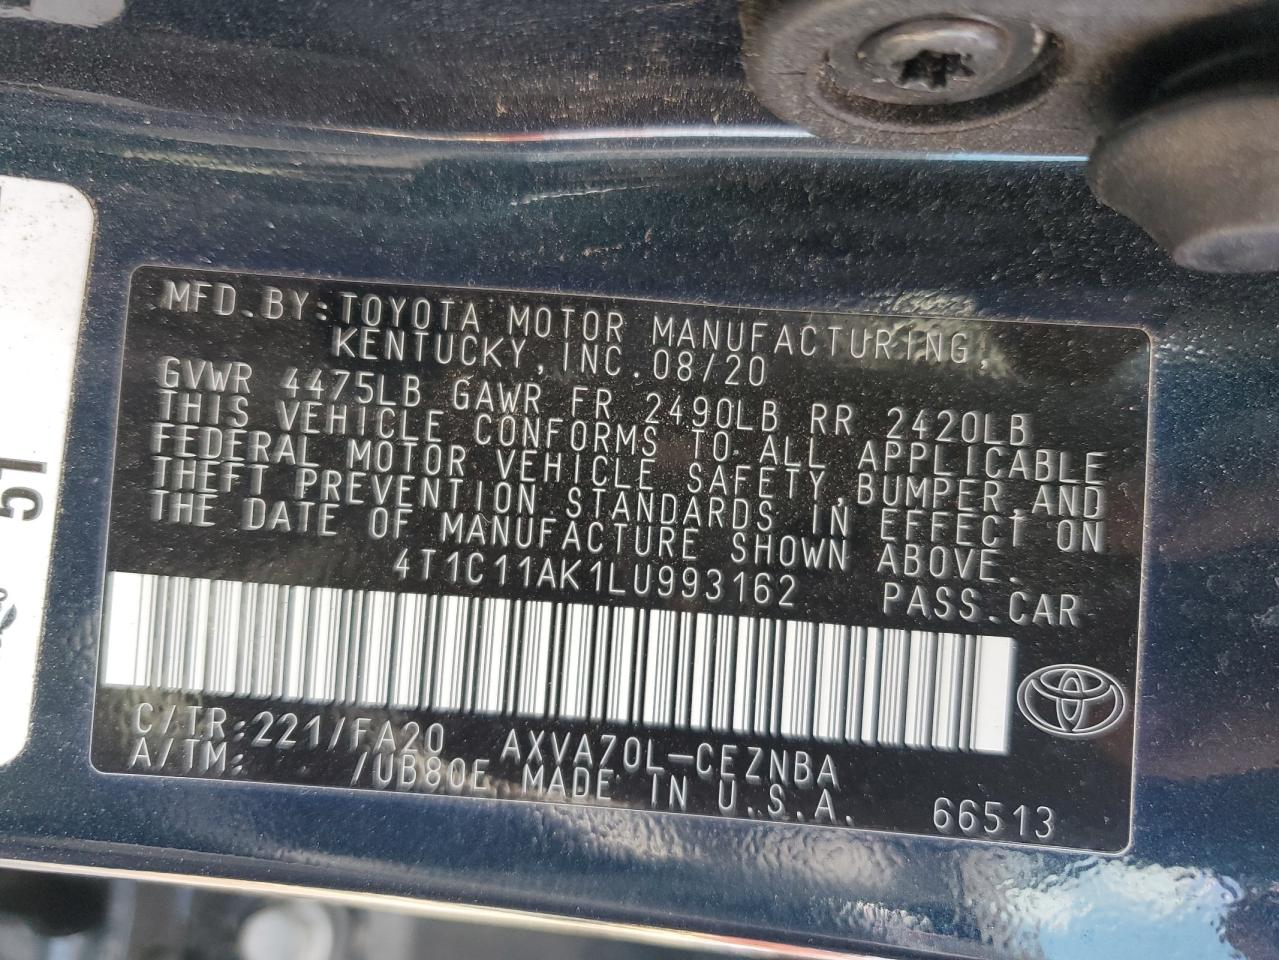 MFD.BY:TOYOTA MOTOR MANUFACTURING,
KENTUCKY,INC.08/20
GVWR 4475LB GAWR FR 2490LB RR 2420LB
THIS VEHICLE CONFORMS TO ALL APPLICABLE
FEDERAL MOTOR VEHICLE SAFETY,BUMPER,AND
THEFT PREVENTION STANDARDS IN EFFECT ON
THE DATE OF MANUFACTURE SHOWN ABOVE.
4T1C11AK1LU993162 PASS.CAR
C/TR:221/FA20 AXVA70L-CEZNBA
A/TM: /UB80E MADE IN U.S.A. 66513